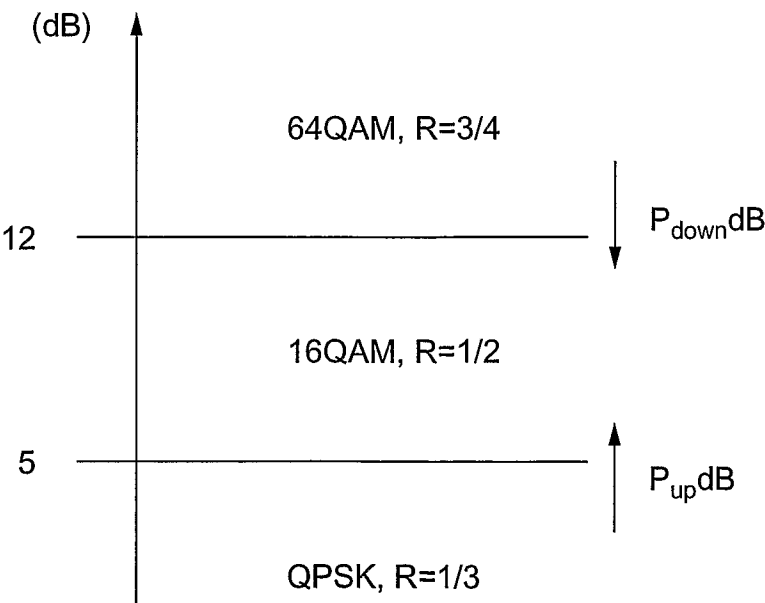 (dB)
64QAM, R=3/4
PdowndB
12
16QAM, R=1/2
5
PupdB
QPSK, R=1/3